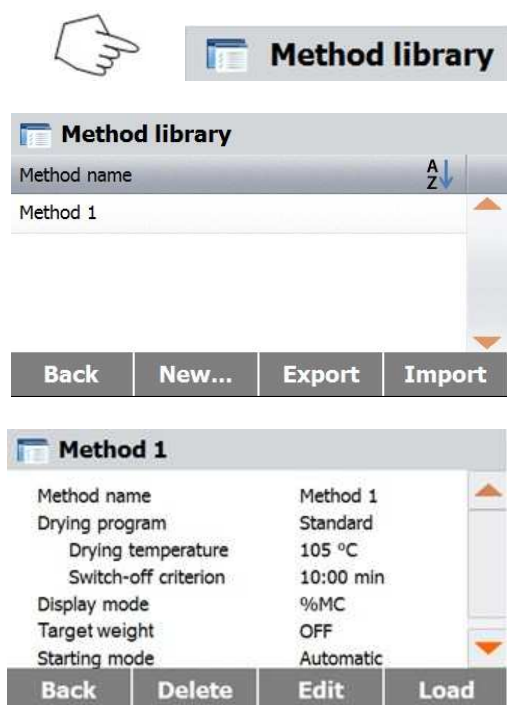 Method library
Method library
Method name A Z
Method 1
Back New... Export Import
Method 1
Method name Method 1
Drying program Standard
Drying temperature 105 °C
Switch-off criterion 10:00 min
Display mode %MC
Target weight OFF
Starting mode Automatic
Back Delete Edit Load